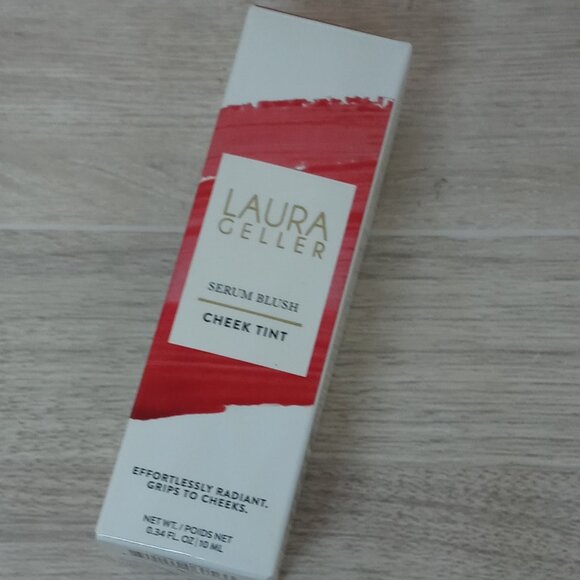 LAURA
GELLER
SERUM BLUSH
CHEEK TINT
EFFORTLESSLY RADIANT.
GRIPS TO CHEEKS.
NET WT. / POIDS NET
0.34 FL. OZ | 10 ML